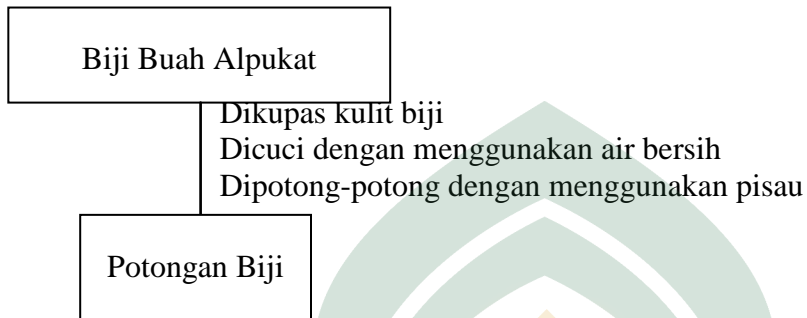 Biji Buah Alpukat
Dikupas kulit biji
Dicuci dengan menggunakan air bersih
Dipotong-potong dengan menggunakan pisau
Potongan Biji